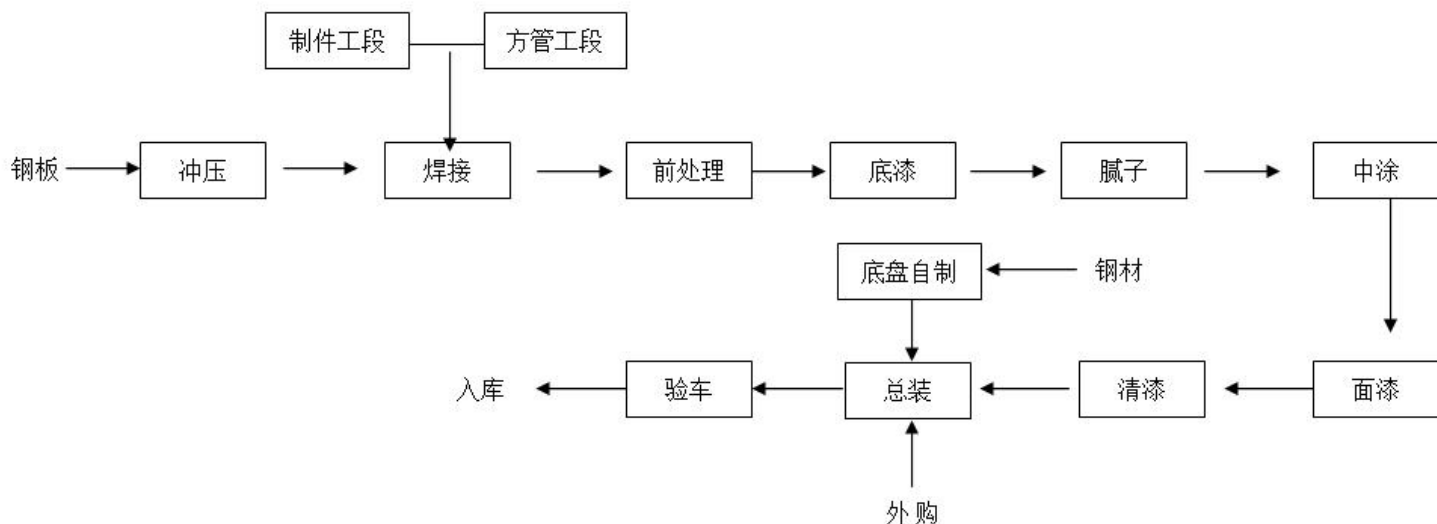 制件工段 方管工段
钢板 冲压 焊接 前处理 底漆 腻子 中涂
底盘自制 钢材
入库 验车 总装 清漆 面漆
外购